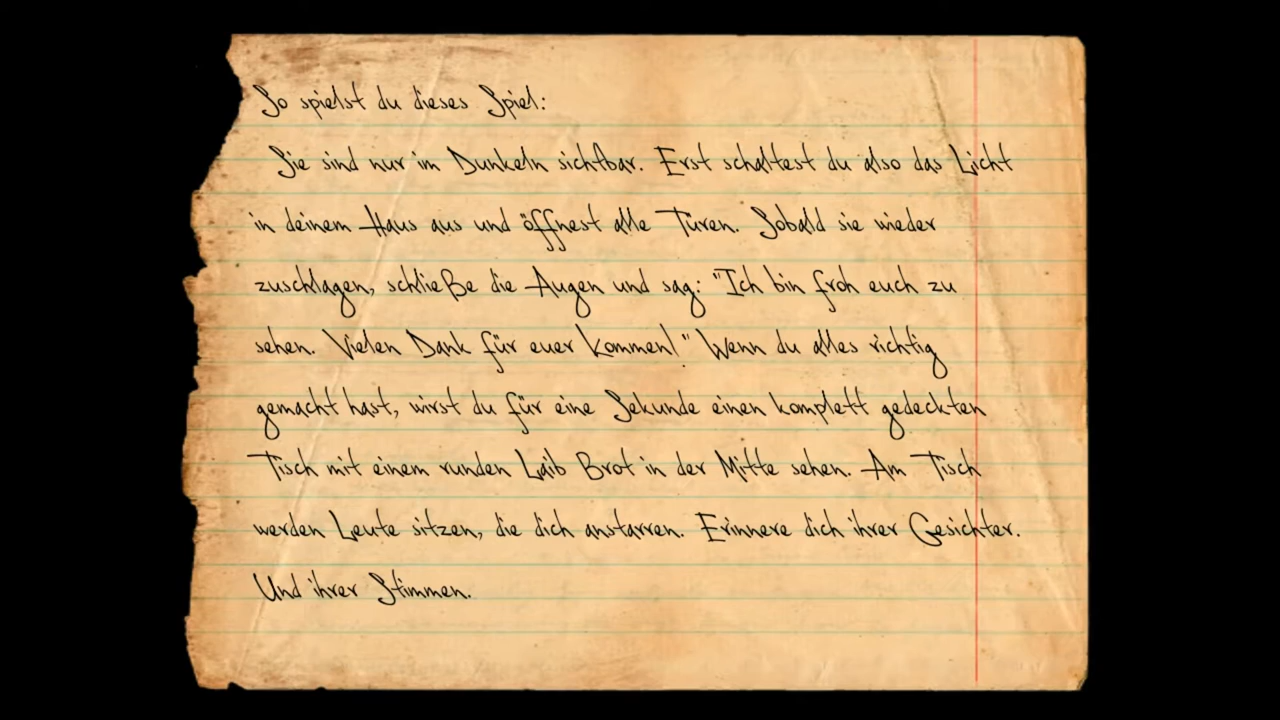 So spielst du dieses Spiel:
Sie sind nur im Dunkeln sichtbar. Erst schaltest du also das Licht
in deinem Haus aus und öffnest alle Türen. Sobald sie wieder
zuschlagen, schließe die Augen und sag: "Ich bin froh euch zu
sehen. Vielen Dank für euer Kommen!" Wenn du alles richtig
gemacht hast, wirst du für eine Sekunde einen komplett gedeckten
Tisch mit einem runden Laib Brot in der Mitte sehen. Am Tisch
werden Leute sitzen, die dich anstarren. Erinnere dich ihrer Gesichter.
Und ihrer Stimmen.